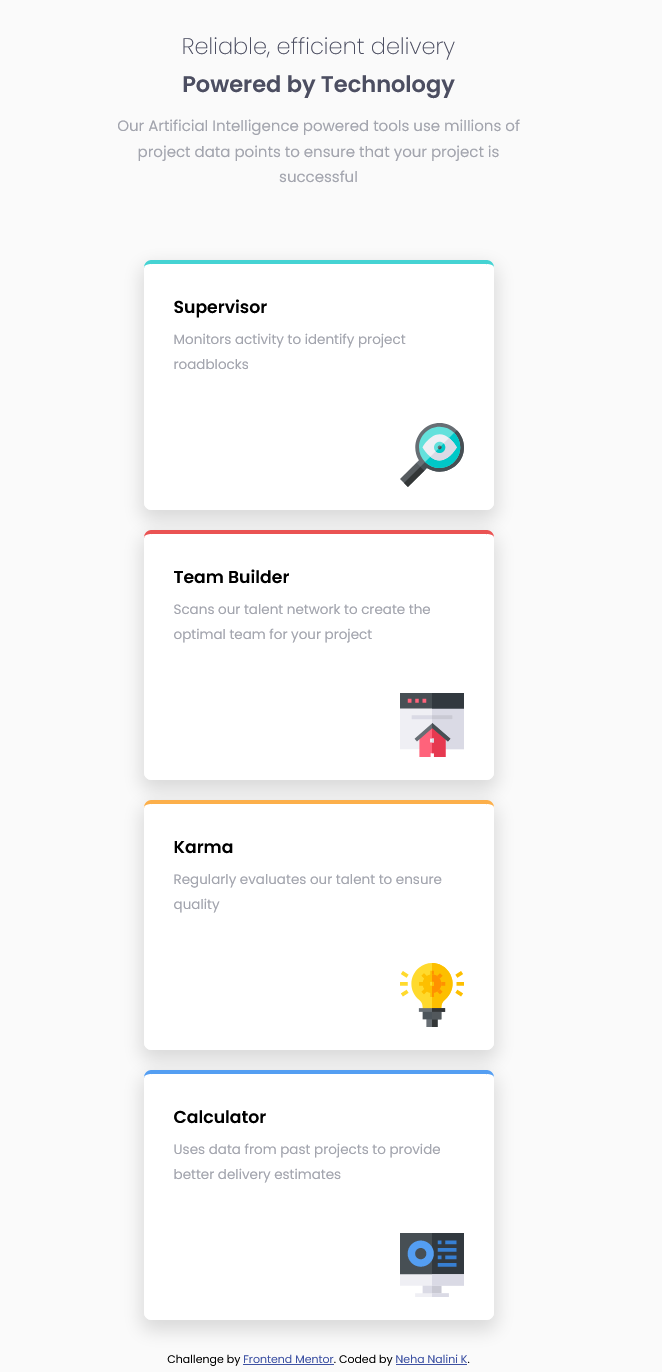 Reliable, efficient delivery
Powered by Technology
Our Artificial Intelligence powered tools use millions of
project data points to ensure that your project is
successful
Supervisor
Monitors activity to identify project
roadblocks
Team Builder
Scans our talent network to create the
optimal team for your project
Karma
Regularly evaluates our talent to ensure
quality
Calculator
Uses data from past projects to provide
better delivery estimates
Challenge by Frontend Mentor. Coded by Neha Nalini K.